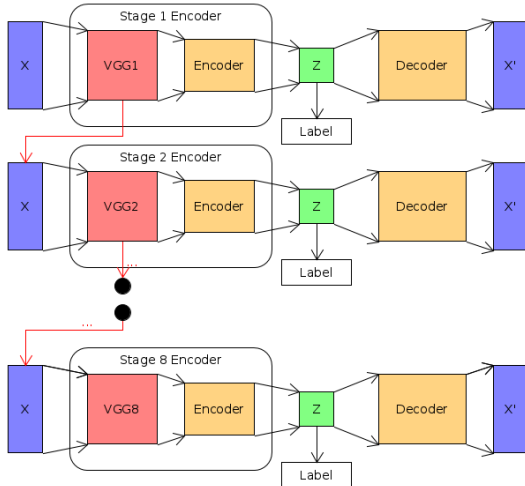 Stage 1 Encoder
X
VGG1
Encoder
Z
Decoder
X'
Label
Stage 2 Encoder
X
VGG2
Encoder
Z
Decoder
X'
Label
...
...
Stage 8 Encoder
X
VGG8
Encoder
Z
Decoder
X'
Label